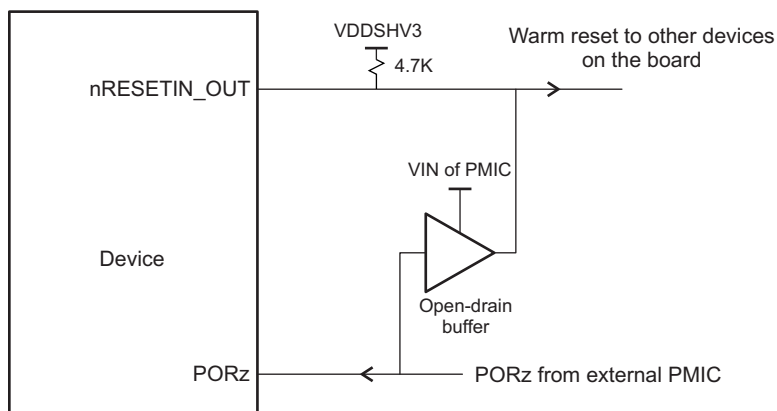 VDDSHV3
4.7K
Warm reset to other devices
on the board
nRESETIN_OUT
VIN of PMIC
Device
Open-drain
buffer
PORz
PORz from external PMIC